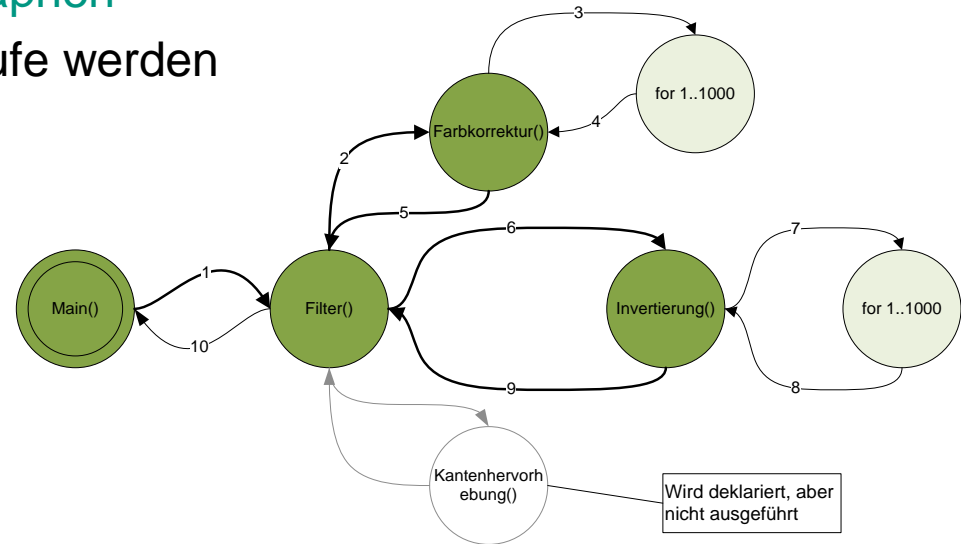 ufe werden
3
for 1..1000
4
Farbkorrektur()
2
5
6
7
1
Main()
Filter()
Invertierung()
for 1..1000
10
9
8
Kantenhervorh
ebung()
Wird deklariert, aber
nicht ausgeführt